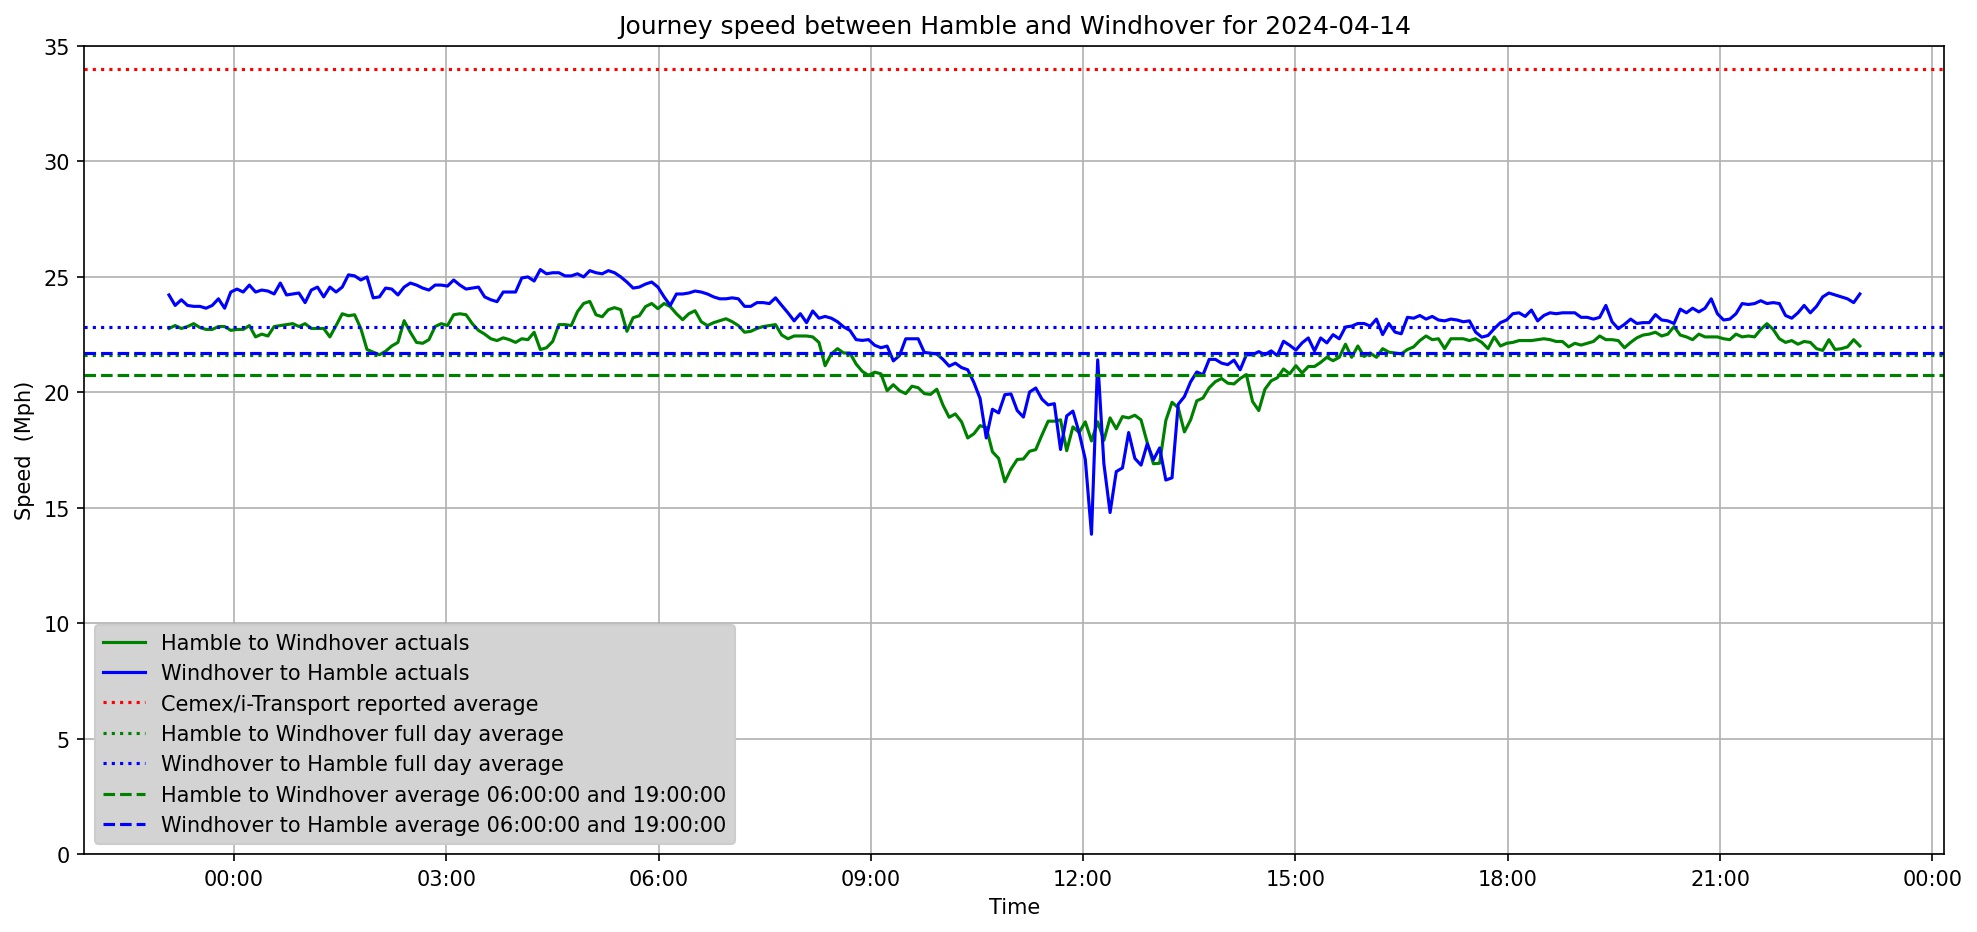 Journey speed between Hamble and Windhover for 2024-04-14
35
30
25
20
15
10
5
0
Speed (Mph)
Hamble to Windhover actuals
Windhover to Hamble actuals
Cemex/i-Transport reported average
Hamble to Windhover full day average
Windhover to Hamble full day average
Hamble to Windhover average 06:00:00 and 19:00:00
Windhover to Hamble average 06:00:00 and 19:00:00
00:00 03:00 06:00 09:00 12:00 15:00 18:00 21:00 00:00
Time